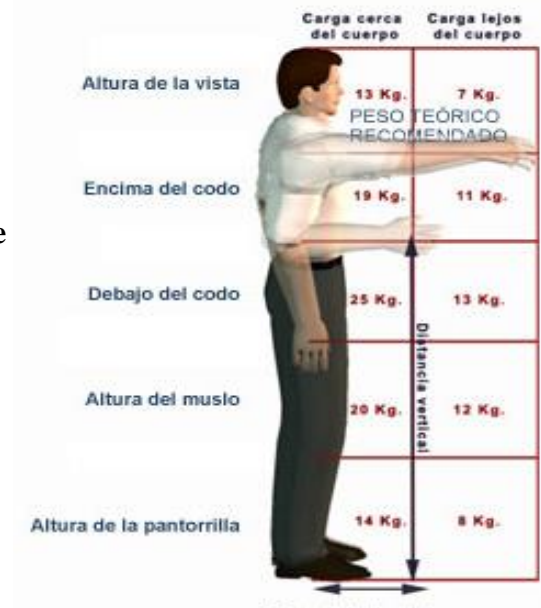 Carga cerca del cuerpo
Carga lejos del cuerpo
Altura de la vista
13 Kg.
7 Kg.
PESO TEÓRICO
RECOMENDADO
Encima del codo
19 Kg.
11 Kg.
e
Debajo del codo
25 Kg.
13 Kg.
Distancia vertical
Altura del muslo
20 Kg.
12 Kg.
Altura de la pantorrilla
14 Kg.
8 Kg.